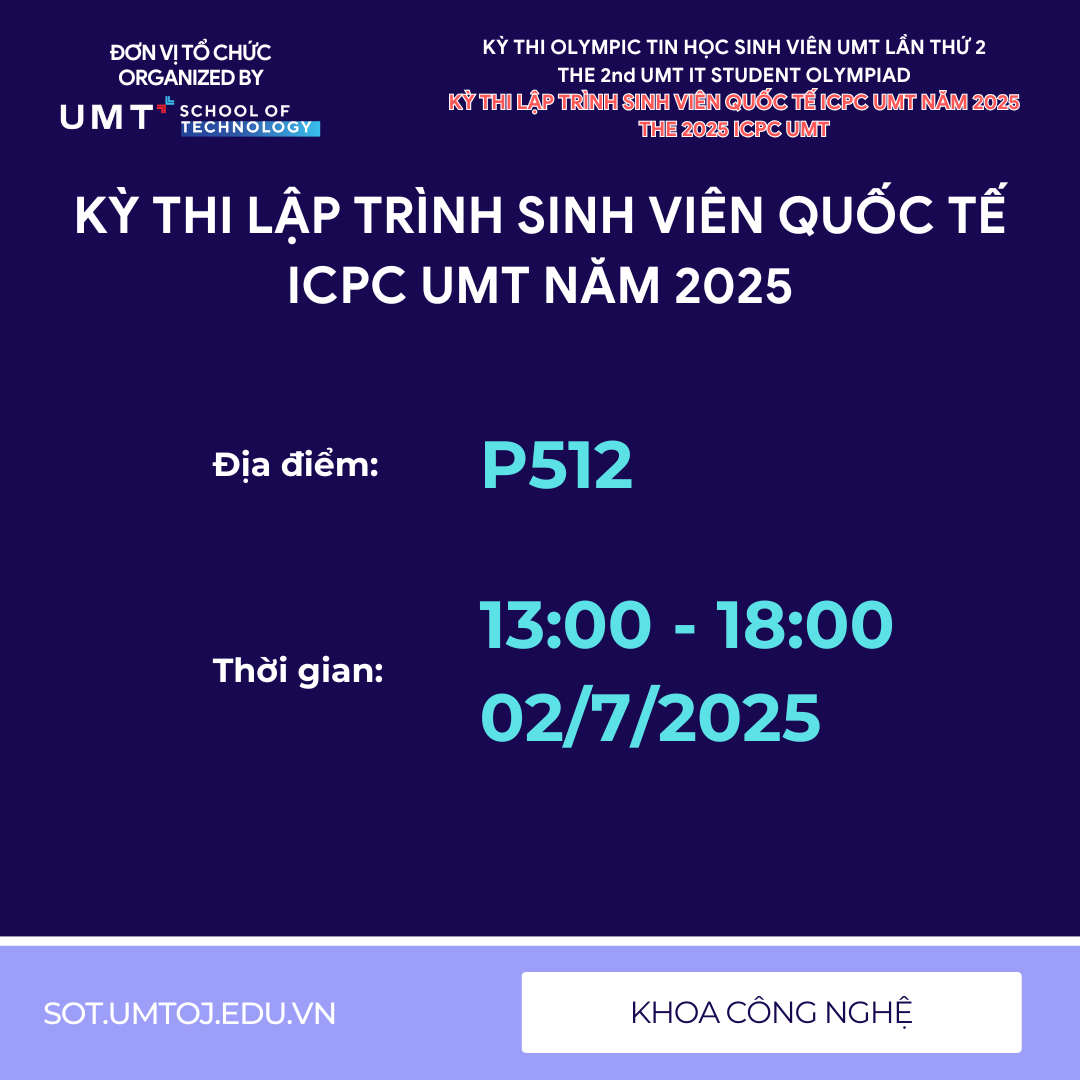 ĐƠN VỊ TỔ CHỨC
ORGANIZED BY
UMT SCHOOL OF
TECHNOLOGY
KỲ THI OLYMPIC TIN HỌC SINH VIÊN UMT LẦN THỨ 2
THE 2nd UMT IT STUDENT OLYMPIAD
KỲ THI LẬP TRÌNH SINH VIÊN QUỐC TẾ ICPC UMT NĂM 2025
THE 2025 ICPC UMT
KỲ THI LẬP TRÌNH SINH VIÊN QUỐC TẾ
ICPC UMT NĂM 2025
Địa điểm: P512
Thời gian: 13:00 - 18:00
02/7/2025
SOT.UMTOJ.EDU.VN
KHOA CÔNG NGHỆ